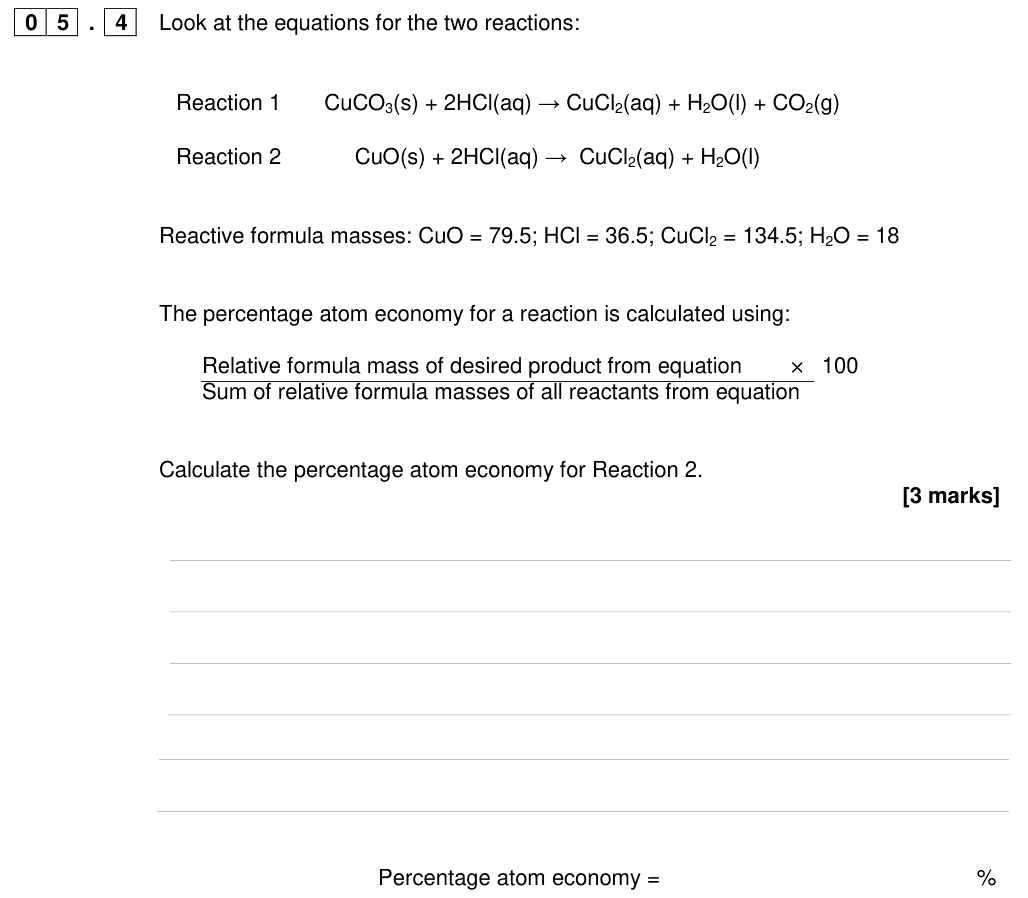 05.4 Look at the equations for the two reactions:
Reaction 1 CuCO₃(s) + 2HCl(aq) → CuCl₂(aq) + H₂O(l) + CO₂(g)
Reaction 2 CuO(s) + 2HCl(aq) → CuCl₂(aq) + H₂O(l)
Reactive formula masses: CuO = 79.5; HCl = 36.5; CuCl₂ = 134.5; H₂O = 18
The percentage atom economy for a reaction is calculated using:
Relative formula mass of desired product from equation × 100
Sum of relative formula masses of all reactants from equation
Calculate the percentage atom economy for Reaction 2.
[3 marks]
Percentage atom economy = %